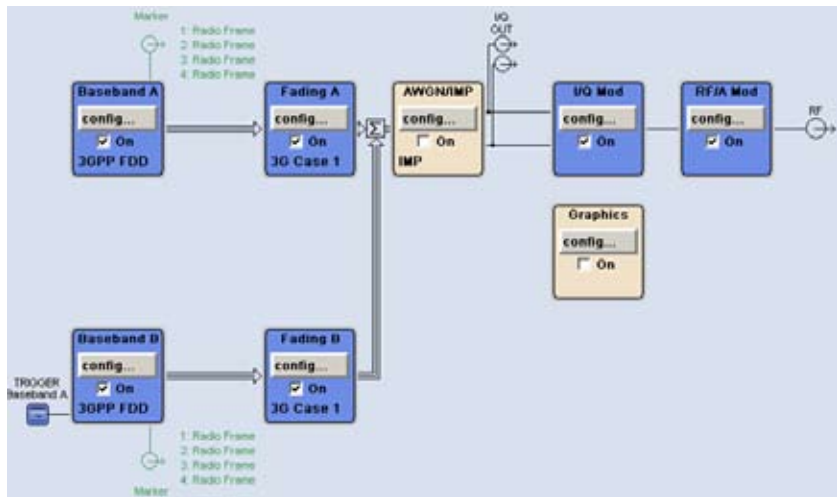 Marker
1: Radio Frame
2: Radio Frame
3: Radio Frame
4: Radio Frame
I/Q
OUT
Baseband A
config...
On
3GPP FDD
Fading A
config...
On
3G Case 1
Σ
AWGN/IMP
config...
On
IMP
I/Q Mod
config...
On
RF/A Mod
config...
On
RF
Graphics
config...
On
TRIGGER
Baseband A
Baseband B
config...
On
3GPP FDD
Fading B
config...
On
3G Case 1
1: Radio Frame
2: Radio Frame
3: Radio Frame
4: Radio Frame
Marker